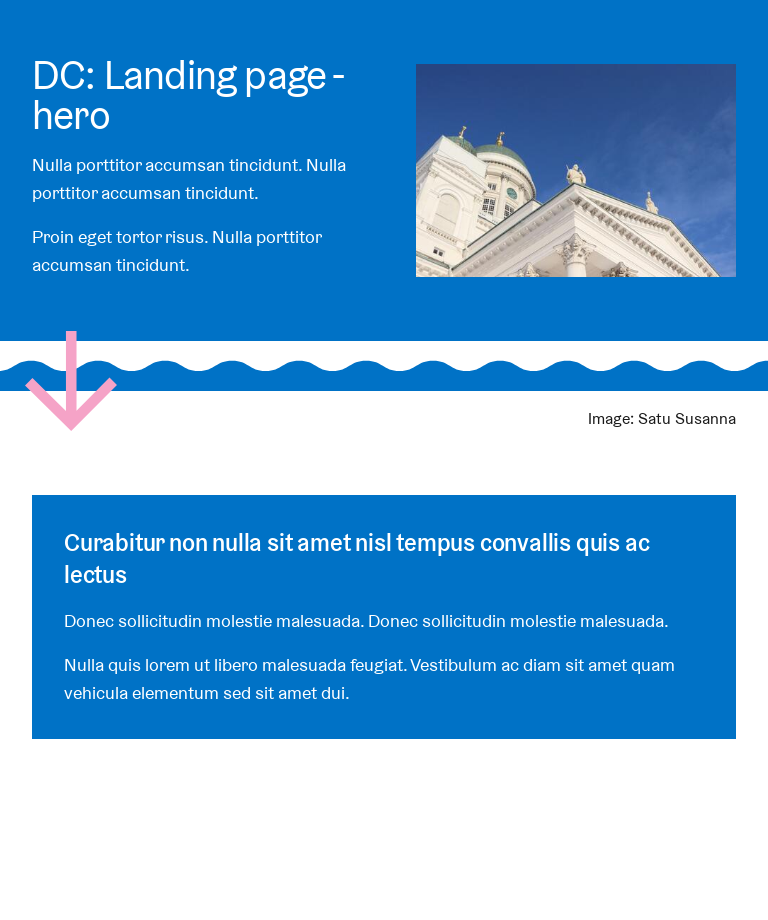 DC: Landing page -
hero
Nulla porttitor accumsan tincidunt. Nulla
porttitor accumsan tincidunt.
Proin eget tortor risus. Nulla porttitor
accumsan tincidunt.
Image: Satu Susanna
Curabitur non nulla sit amet nisl tempus convallis quis ac
lectus
Donec sollicitudin molestie malesuada. Donec sollicitudin molestie malesuada.
Nulla quis lorem ut libero malesuada feugiat. Vestibulum ac diam sit amet quam
vehicula elementum sed sit amet dui.